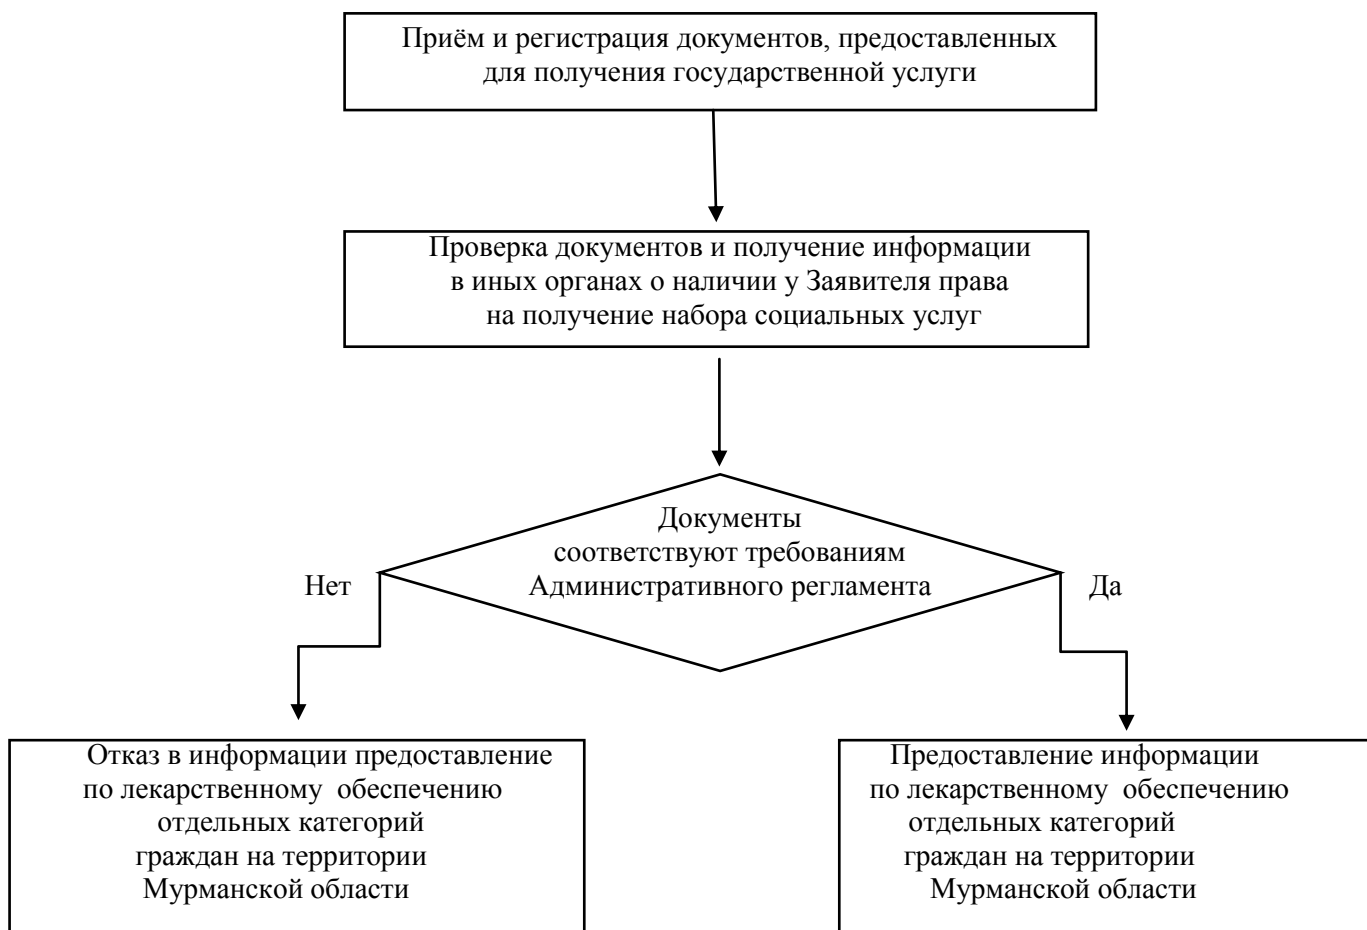 Приём и регистрация документов, предоставленных
для получения государственной услуги
Проверка документов и получение информации
в иных органах о наличии у Заявителя права
на получение набора социальных услуг
Документы
соответствуют требованиям
Административного регламента
Нет
Да
Отказ в информации предоставление
по лекарственному обеспечению
отдельных категорий
граждан на территории
Мурманской области
Предоставление информации
по лекарственному обеспечению
отдельных категорий
граждан на территории
Мурманской области